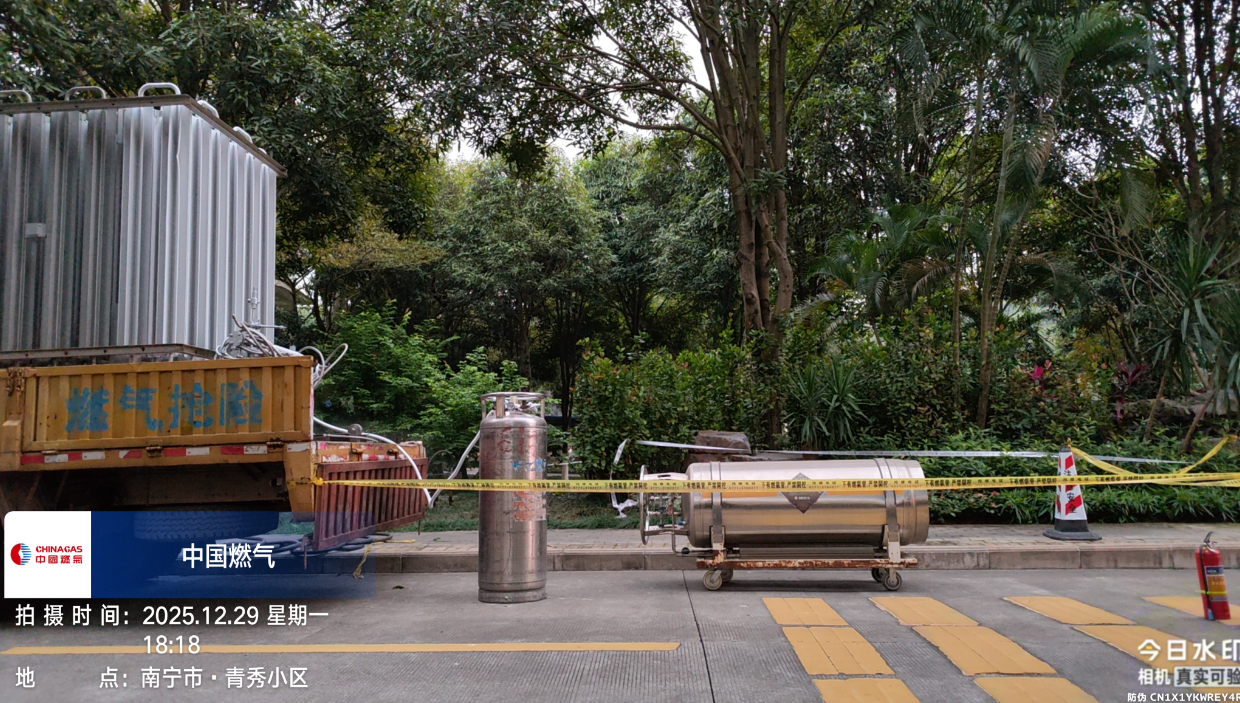 燃气抢险
CHINAGAS
中国燃气
中国燃气
拍摄时间：2025.12.29 星期一
18:18
地点：南宁市·青秀小区
今日水印
相机 真实可验
防伪 CN1X1YKWREY4R